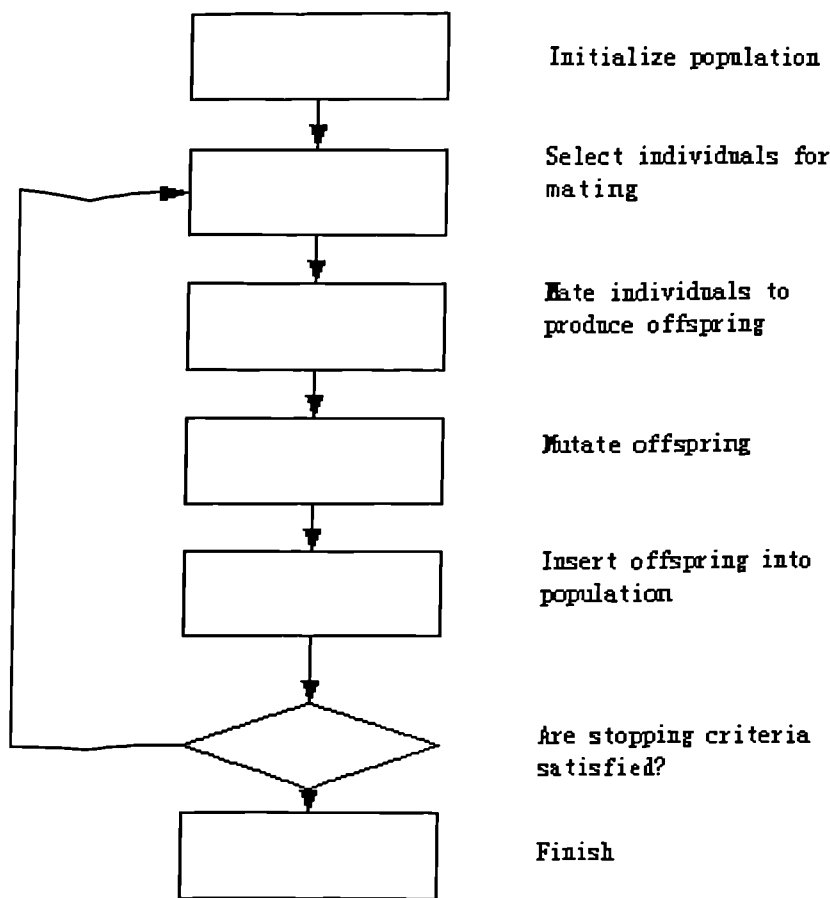 Initialize population
Select individuals for
mating
Mate individuals to
produce offspring
Mutate offspring
Insert offspring into
population
Are stopping criteria
satisfied?
Finish